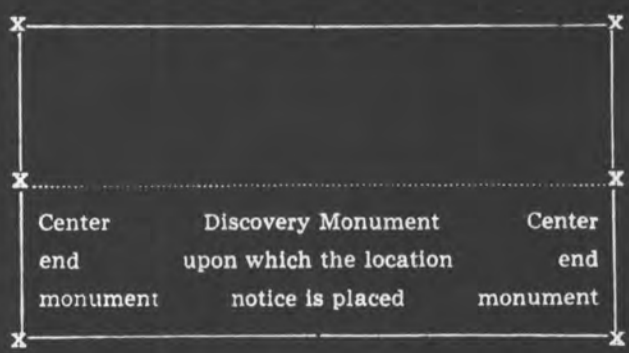 X X
X X
Center Discovery Monument Center
end upon which the location end
monument notice is placed monument
X X